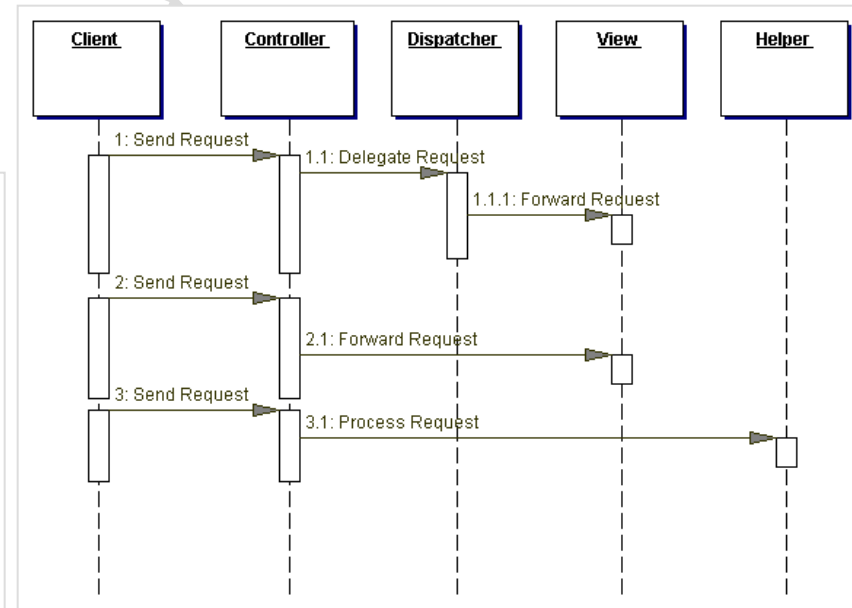 Client Controller Dispatcher View Helper
1: Send Request
1.1: Delegate Request
1.1.1: Forward Request
2: Send Request
2.1: Forward Request
3: Send Request
3.1: Process Request